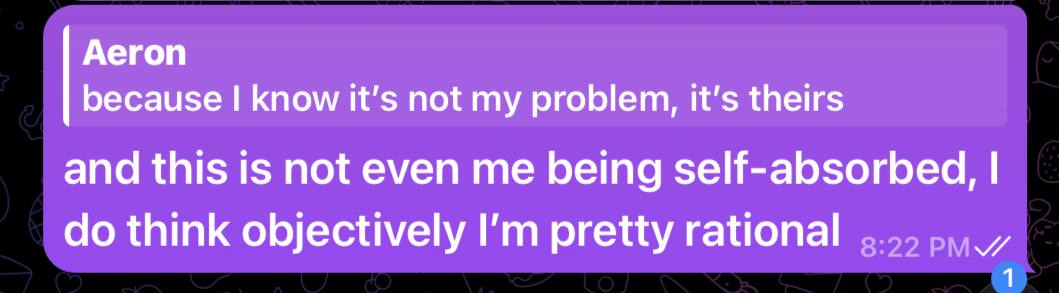 Aeron
because I know it’s not my problem, it’s theirs
and this is not even me being self-absorbed, I
do think objectively I’m pretty rational
8:22 PM
1